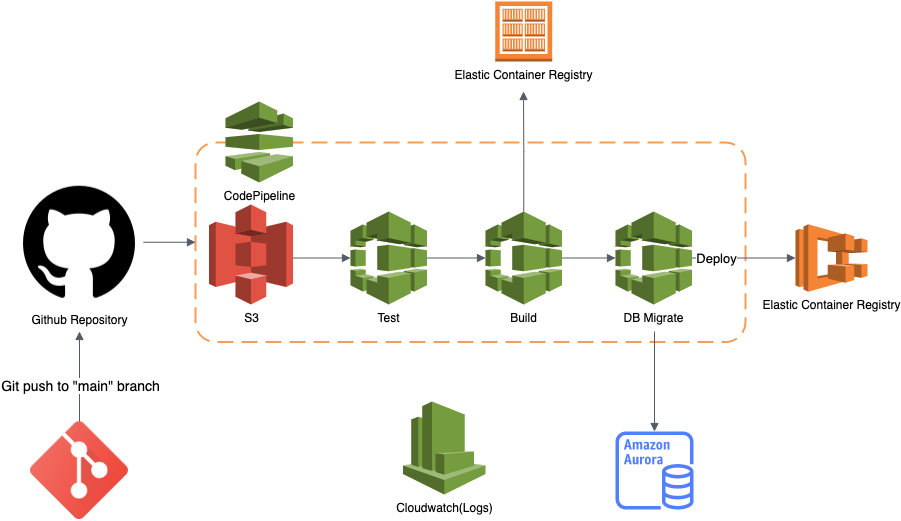 Elastic Container Registry
CodePipeline
Github Repository
S3
Test
Build
DB Migrate
Deploy
Elastic Container Registry
Git push to "main" branch
Cloudwatch(Logs)
Amazon
Aurora